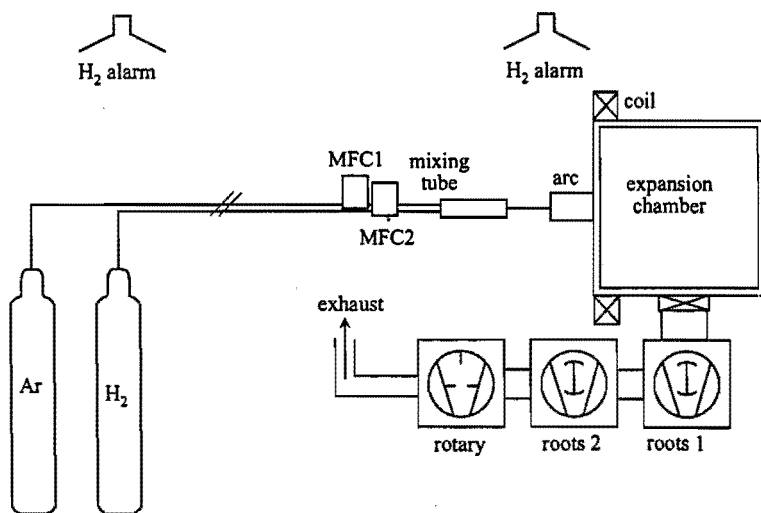 H₂ alarm
H₂ alarm
coil
MFC1
mixing
tube
arc
expansion
chamber
MFC2
exhaust
Ar
H₂
rotary
roots 2
roots 1